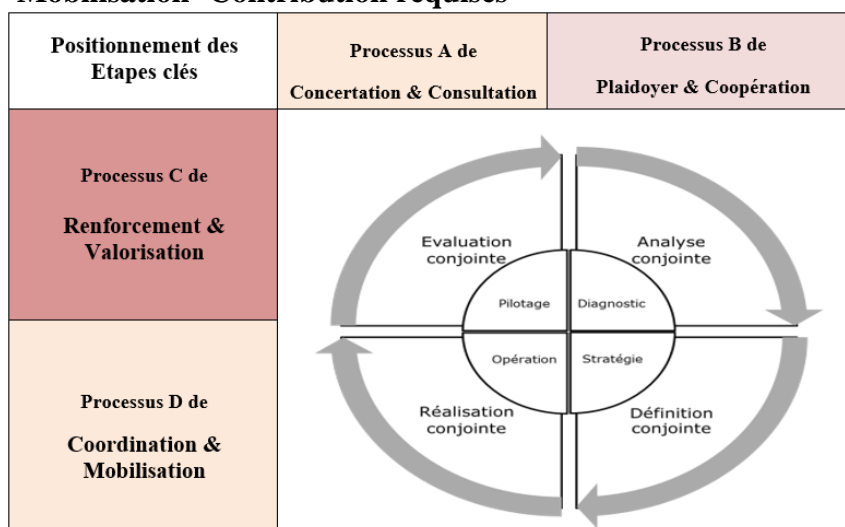 Mobilisation- Contribution requises
Positionnement des
Etapes clés
Processus A de
Concertation & Consultation
Processus B de
Plaidoyer & Coopération
Processus C de
Renforcement &
Valorisation
Processus D de
Coordination &
Mobilisation
Evaluation
conjointe
Analyse
conjointe
Pilotage
Diagnostic
Opération
Stratégie
Réalisation
conjointe
Définition
conjointe